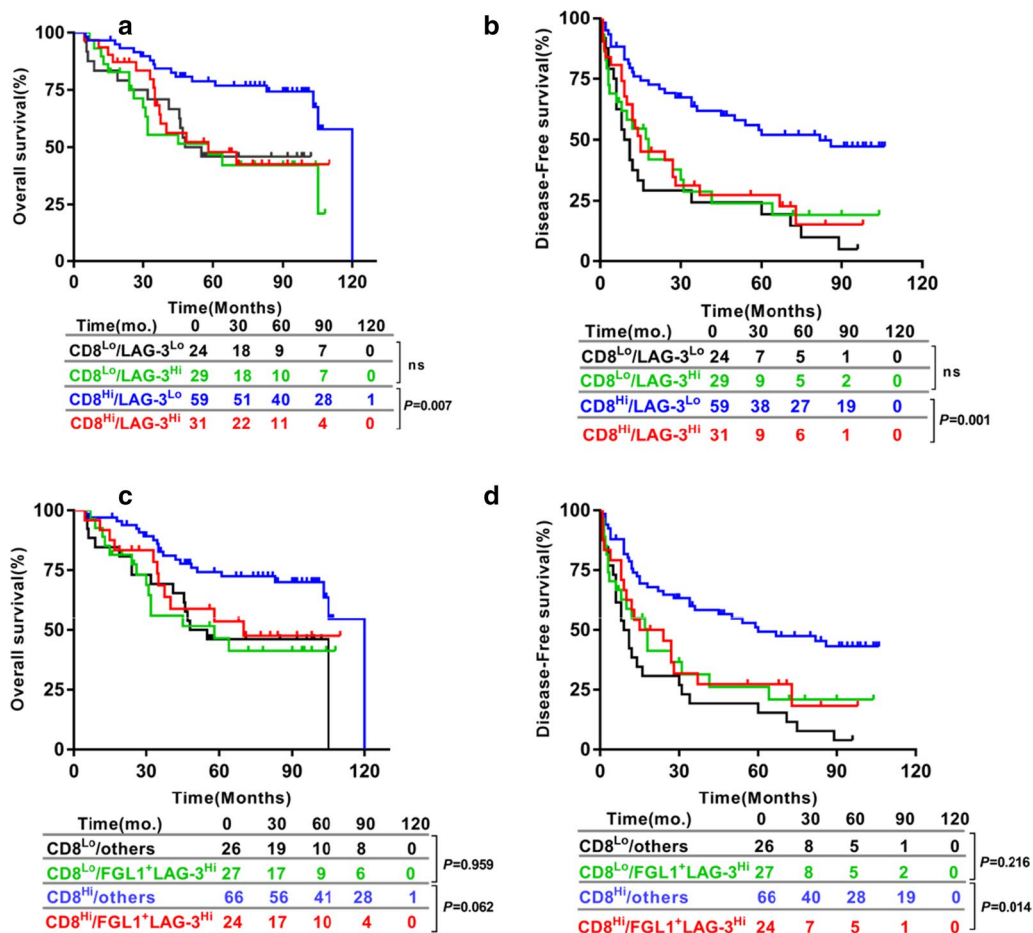 a
Overall survival(%)
100
75
50
25
0
0 30 60 90 120
Time(Months)
Time(mo.) 0 30 60 90 120
CD8Lo/LAG-3Lo 24 18 9 7 0
CD8Lo/LAG-3Hi 29 18 10 7 0
ns
CD8Hi/LAG-3Lo 59 51 40 28 1
CD8Hi/LAG-3Hi 31 22 11 4 0
P=0.007
b
Disease-Free survival(%)
100
75
50
25
0
0 30 60 90 120
Time(Months)
Time(mo.) 0 30 60 90 120
CD8Lo/LAG-3Lo 24 7 5 1 0
CD8Lo/LAG-3Hi 29 9 5 2 0
ns
CD8Hi/LAG-3Lo 59 38 27 19 0
CD8Hi/LAG-3Hi 31 9 6 1 0
P=0.001
c
Overall survival(%)
100
75
50
25
0
0 30 60 90 120
Time(Months)
Time(mo.) 0 30 60 90 120
CD8Lo/others 26 19 10 8 0
CD8Lo/FGL1+LAG-3Hi 27 17 9 6 0
P=0.959
CD8Hi/others 66 56 41 28 1
CD8Hi/FGL1+LAG-3Hi 24 17 10 4 0
P=0.062
d
Disease-Free survival(%)
100
75
50
25
0
0 30 60 90 120
Time(Months)
Time(mo.) 0 30 60 90 120
CD8Lo/others 26 8 5 1 0
CD8Lo/FGL1+LAG-3Hi 27 8 5 2 0
P=0.216
CD8Hi/others 66 40 28 19 0
CD8Hi/FGL1+LAG-3Hi 24 7 5 1 0
P=0.014